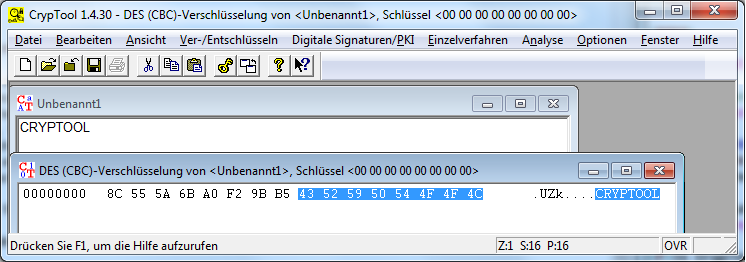 CrypTool 1.4.30 - DES (CBC)-Verschlüsselung von <Unbenannt1>, Schlüssel <00 00 00 00 00 00 00 00>
Datei Bearbeiten Ansicht Ver-/Entschlüsseln Digitale Signaturen/PKI Einzelverfahren Analyse Optionen Fenster Hilfe
Unbenannt1
CRYPTOOL
DES (CBC)-Verschlüsselung von <Unbenannt1>, Schlüssel <00 00 00 00 00 00 00 00>
00000000 8C 55 5A 6B A0 F2 9B B5 43 52 59 50 54 4F 4F 4C .UZk....CRYPTOOL
Drücken Sie F1, um die Hilfe aufzurufen Z:1 S:16 P:16 OVR